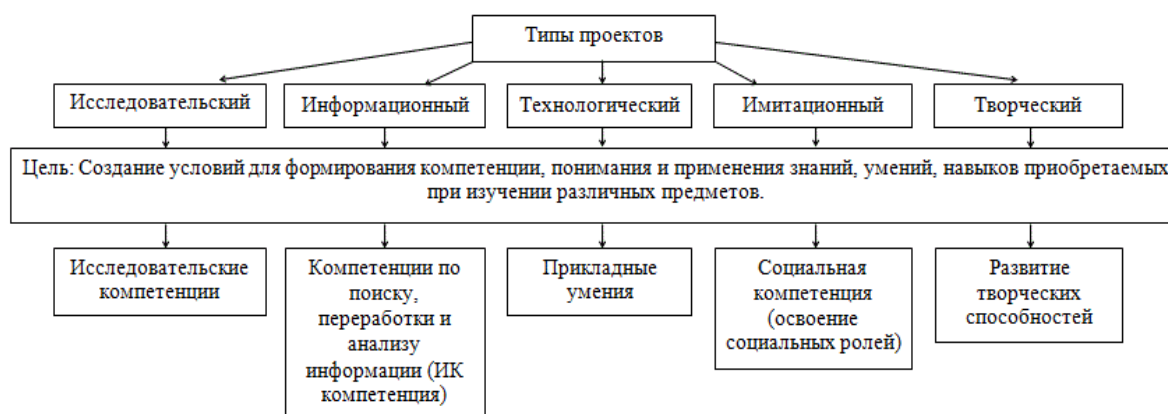 Типы проектов
Исследовательский
Информационный
Технологический
Имитационный
Творческий
Цель: Создание условий для формирования компетенции, понимания и применения знаний, умений, навыков приобретаемых
при изучении различных предметов.
Исследовательские
компетенции
Компетенции по
поиску,
переработки и
анализу
информации (ИК
компетенция)
Прикладные
умения
Социальная
компетенция
(освоение
социальных ролей)
Развитие
творческих
способностей